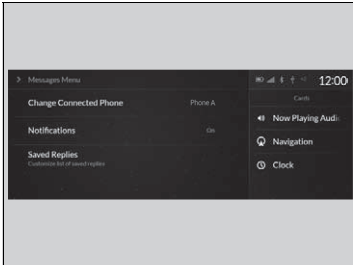 Messages Menu
Change Connected Phone
Phone A
Notifications
On
Saved Replies
Customize list of saved replies
12:00
Cards
Now Playing Audi
Navigation
Clock